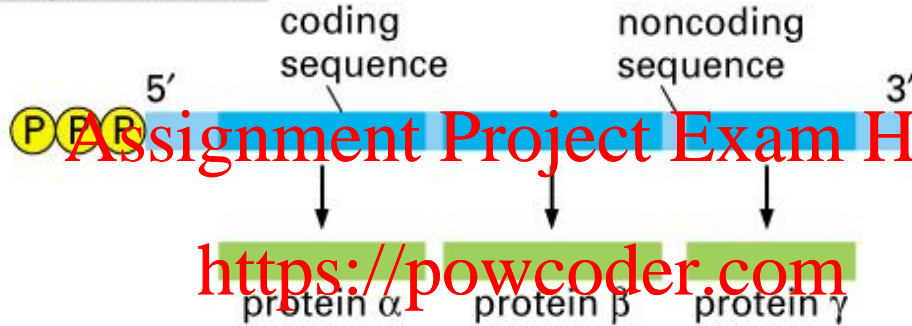 coding
sequence
noncoding
sequence
5′
3′
P P P
Assignment Project Exam H
https://powcoder.com
protein α
protein β
protein γ